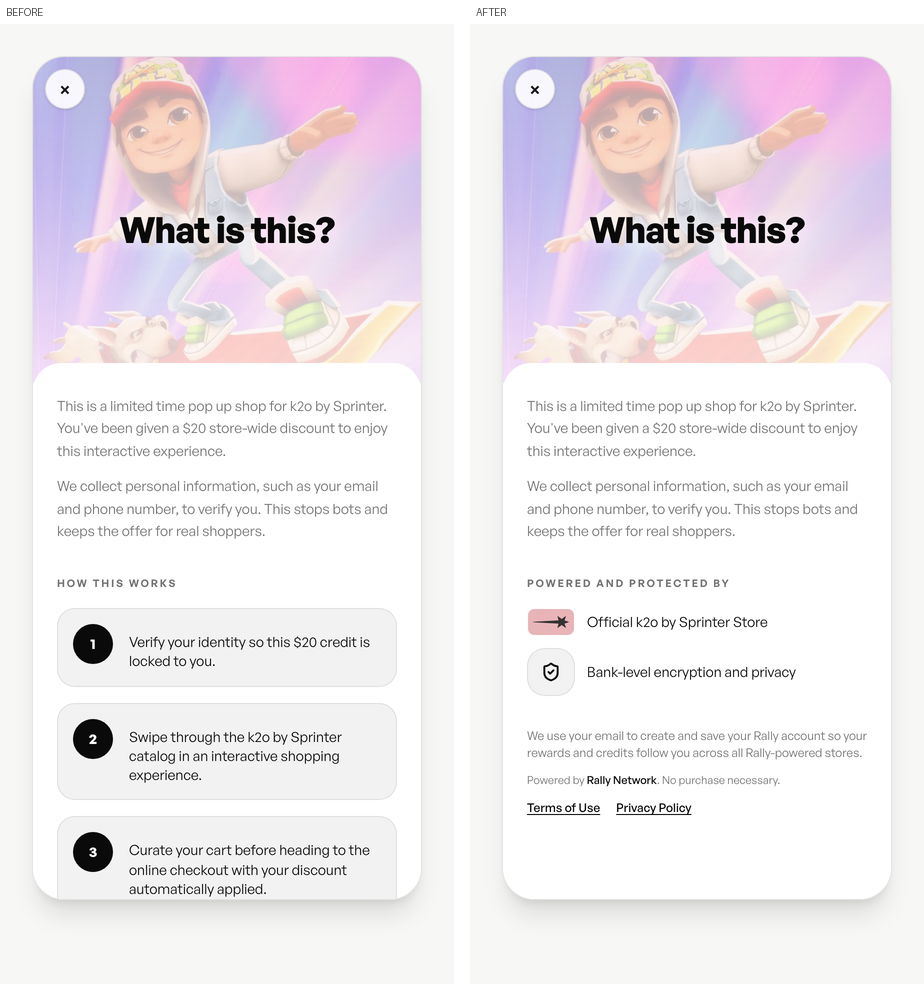 BEFORE
What is this?
This is a limited time pop up shop for k2o by Sprinter.
You've been given a $20 store-wide discount to enjoy
this interactive experience.
We collect personal information, such as your email
and phone number, to verify you. This stops bots and
keeps the offer for real shoppers.
HOW THIS WORKS
1
Verify your identity so this $20 credit is
locked to you.
2
Swipe through the k2o by Sprinter
catalog in an interactive shopping
experience.
3
Curate your cart before heading to the
online checkout with your discount
automatically applied.
AFTER
What is this?
This is a limited time pop up shop for k2o by Sprinter.
You've been given a $20 store-wide discount to enjoy
this interactive experience.
We collect personal information, such as your email
and phone number, to verify you. This stops bots and
keeps the offer for real shoppers.
POWERED AND PROTECTED BY
Official k2o by Sprinter Store
Bank-level encryption and privacy
We use your email to create and save your Rally account so your
rewards and credits follow you across all Rally-powered stores.
Powered by Rally Network. No purchase necessary.
Terms of Use Privacy Policy